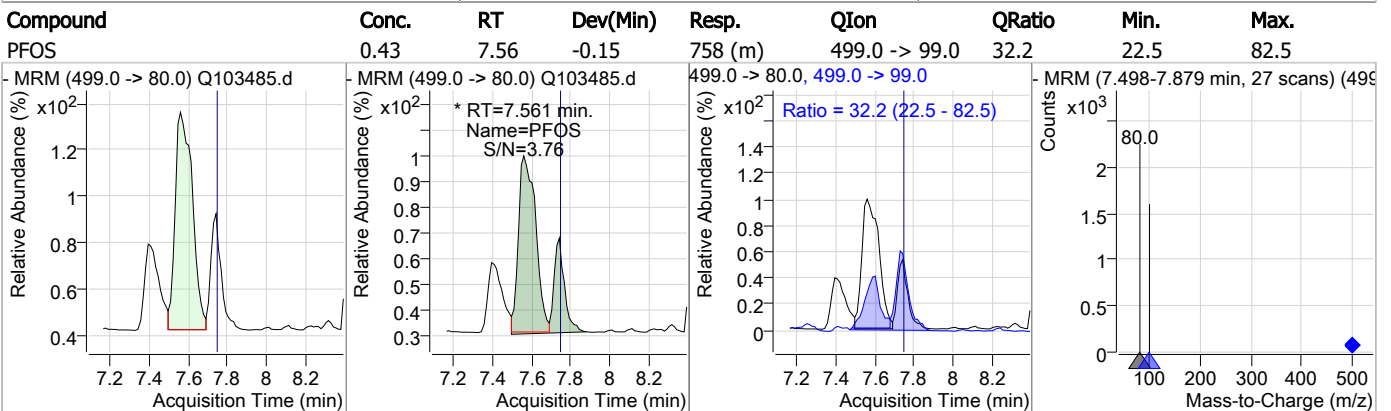 Compound Conc. RT Dev(Min) Resp. QIon QRatio Min. Max.
PFOS 0.43 7.56 -0.15 758 (m) 499.0 -> 99.0 32.2 22.5 82.5
- MRM (499.0 -> 80.0) Q103485.d
Relative Abundance (%)
x10²
1.2
1
0.8
0.6
0.4
7.2 7.4 7.6 7.8 8 8.2
Acquisition Time (min)
- MRM (499.0 -> 80.0) Q103485.d
Relative Abundance (%)
x10²
* RT=7.561 min.
Name=PFOS
S/N=3.76
1
0.9
0.8
0.7
0.6
0.5
0.4
0.3
7.2 7.4 7.6 7.8 8 8.2
Acquisition Time (min)
499.0 -> 80.0, 499.0 -> 99.0
Relative Abundance (%)
x10²
Ratio = 32.2 (22.5 - 82.5)
1.4
1.2
1
0.8
0.6
0.4
0.2
0
7.2 7.4 7.6 7.8 8 8.2
Acquisition Time (min)
- MRM (7.498-7.879 min, 27 scans) (499
Counts
x10³
80.0
2
1.5
1
0.5
0
100 200 300 400 500
Mass-to-Charge (m/z)